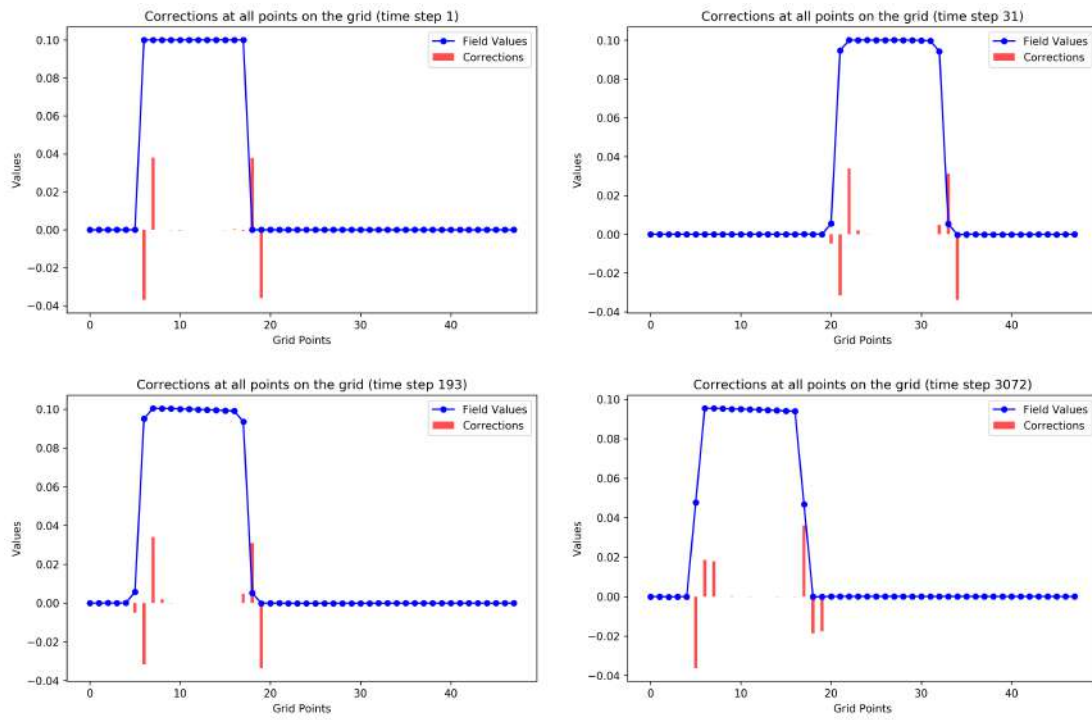 Corrections at all points on the grid (time step 1)
Field Values
Corrections
0.10
0.08
0.06
0.04
0.02
0.00
−0.02
−0.04
Values
0
10
20
30
40
Grid Points
Corrections at all points on the grid (time step 31)
Field Values
Corrections
0.10
0.08
0.06
0.04
0.02
0.00
−0.02
−0.04
Values
0
10
20
30
40
Grid Points
Corrections at all points on the grid (time step 193)
Field Values
Corrections
0.10
0.08
0.06
0.04
0.02
0.00
−0.02
−0.04
Values
0
10
20
30
40
Grid Points
Corrections at all points on the grid (time step 3072)
Field Values
Corrections
0.10
0.08
0.06
0.04
0.02
0.00
−0.02
−0.04
Values
0
10
20
30
40
Grid Points